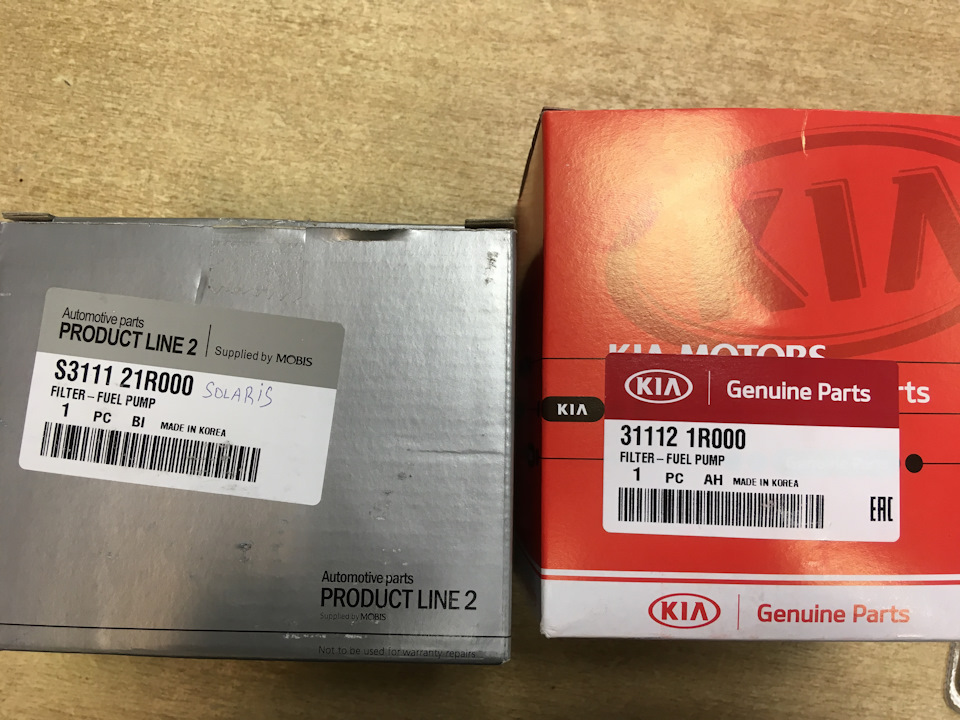 Automotive parts
PRODUCT LINE 2
Supplied by MOBIS
S3111 21R000
SOLARIS
FILTER – FUEL PUMP
1 PC BI MADE IN KOREA
Automotive parts
PRODUCT LINE 2
Supplied by MOBIS
Not to be used for warranty repairs
KIA
KIA MOTORS
KIA
rts
KIA
Genuine Parts
31112 1R000
FILTER – FUEL PUMP
1 PC AH MADE IN KOREA
EAC
KIA
Genuine Parts